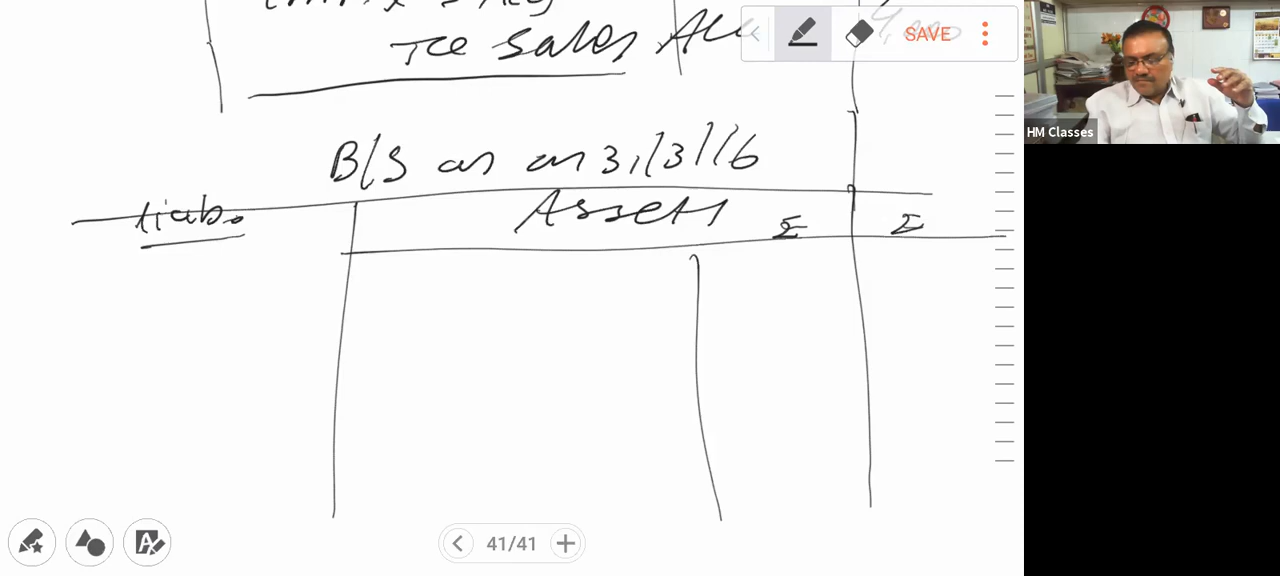 Tce Sales
SAVE
B/S as on 31/3/16
HM Classes
Liabs
Assets
41/41